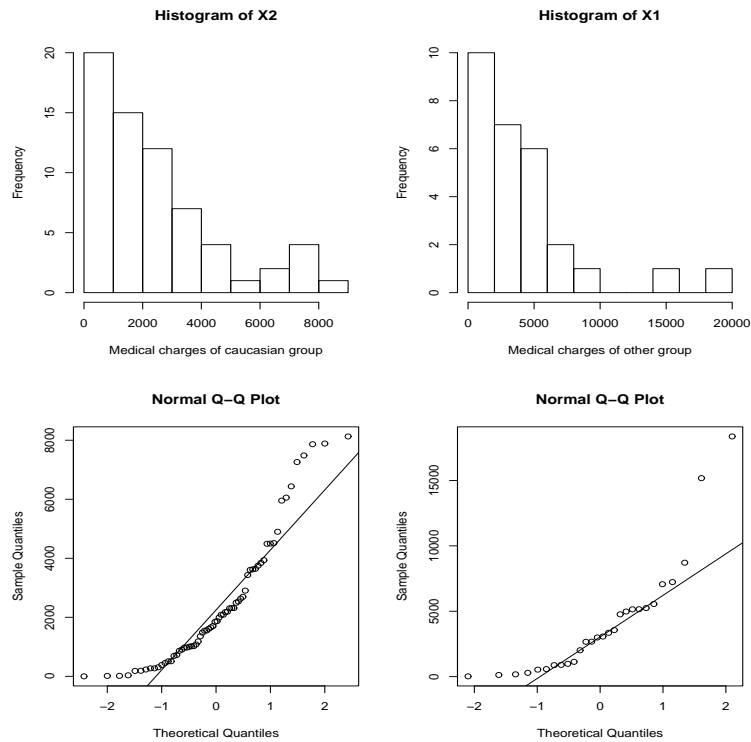 Histogram of X2
Frequency
0
5
10
15
20
0 2000 4000 6000 8000
Medical charges of caucasian group
Histogram of X1
Frequency
0
2
4
6
8
10
0 5000 10000 15000 20000
Medical charges of other group
Normal Q−Q Plot
Sample Quantiles
0
2000
4000
6000
8000
−2 −1 0 1 2
Theoretical Quantiles
Normal Q−Q Plot
Sample Quantiles
0
5000
10000
15000
−2 −1 0 1 2
Theoretical Quantiles